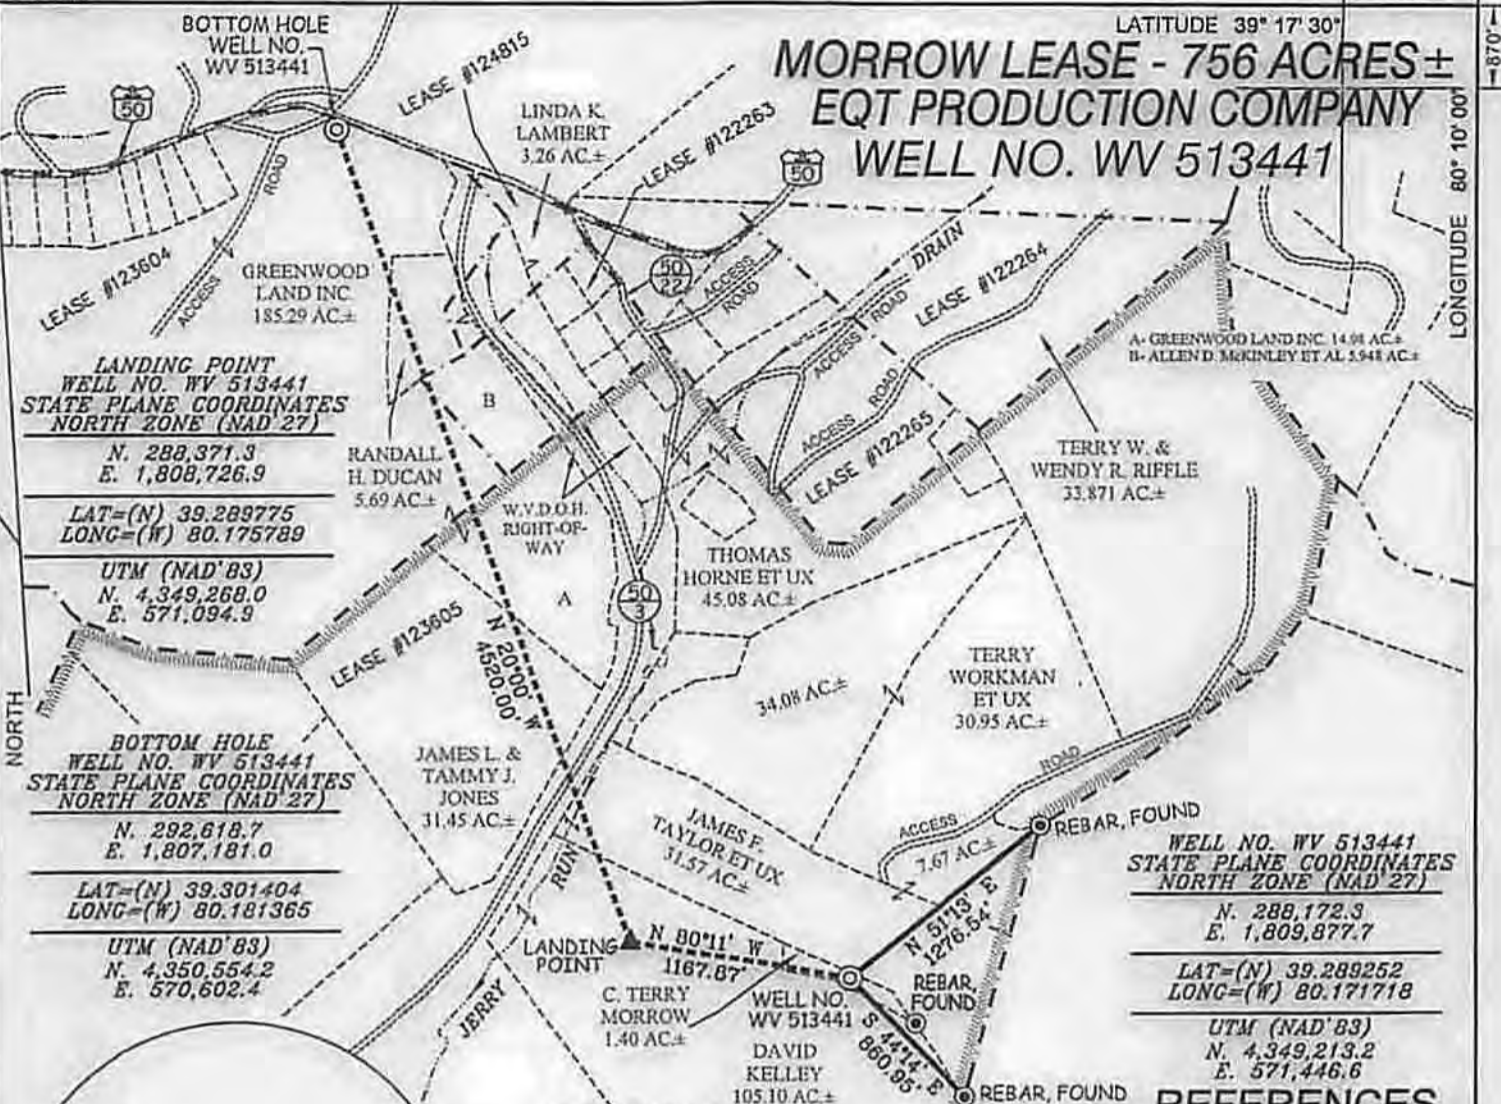 LATITUDE 39° 17' 30"
870'
MORROW LEASE - 756 ACRES±
EQT PRODUCTION COMPANY
WELL NO. WV 513441
LONGITUDE 80° 10' 00"
BOTTOM HOLE
WELL NO.
WV 513441
50
LEASE #124815
LINDA K.
LAMBERT
3.26 AC.±
LEASE #122263
50
ROAD
ACCESS
LEASE #123604
GREENWOOD
LAND INC.
185.29 AC.±
50
22
ACCESS
ROAD
DRAIN
LEASE #122264
ACCESS ROAD
ACCESS ROAD
LEASE #122265
A- GREENWOOD LAND INC. 14.98 AC.±
B- ALLEN D. McKINLEY ET AL 5.948 AC.±
LANDING POINT
WELL NO. WV 513441
STATE PLANE COORDINATES
NORTH ZONE (NAD'27)
N. 288,371.3
E. 1,808,726.9
LAT=(N) 39.289775
LONG=(W) 80.175789
UTM (NAD'83)
N. 4,349,268.0
E. 571,094.9
B
RANDALL
H. DUCAN
5.69 AC.±
W.V.D.O.H.
RIGHT-OF-
WAY
TERRY W. &
WENDY R. RIFFLE
33.871 AC.±
THOMAS
HORNE ET UX
45.08 AC.±
A
50
3
LEASE #123605
N 20°00' W
4520.00'
34.08 AC.±
TERRY
WORKMAN
ET UX
30.95 AC.±
NORTH
BOTTOM HOLE
WELL NO. WV 513441
STATE PLANE COORDINATES
NORTH ZONE (NAD'27)
N. 292,618.7
E. 1,807,181.0
LAT=(N) 39.301404
LONG=(W) 80.181365
UTM (NAD'83)
N. 4,350,554.2
E. 570,602.4
JAMES L. &
TAMMY J.
JONES
31.45 AC.±
JAMES F.
TAYLOR ET UX
31.57 AC.±
ACCESS ROAD
7.67 AC.±
REBAR, FOUND
N 51°13' E
1276.54'
JERRY RUN
LANDING
POINT
N 80°11' W
1167.87'
C. TERRY
MORROW
1.40 AC.±
WELL NO.
WV 513441
REBAR,
FOUND
S 44°14' E
860.95'
DAVID
KELLEY
105.10 AC.±
REBAR, FOUND
WELL NO. WV 513441
STATE PLANE COORDINATES
NORTH ZONE (NAD'27)
N. 288,172.3
E. 1,809,877.7
LAT=(N) 39.289252
LONG=(W) 80.171718
UTM (NAD'83)
N. 4,349,213.2
E. 571,446.6
REFERENCES